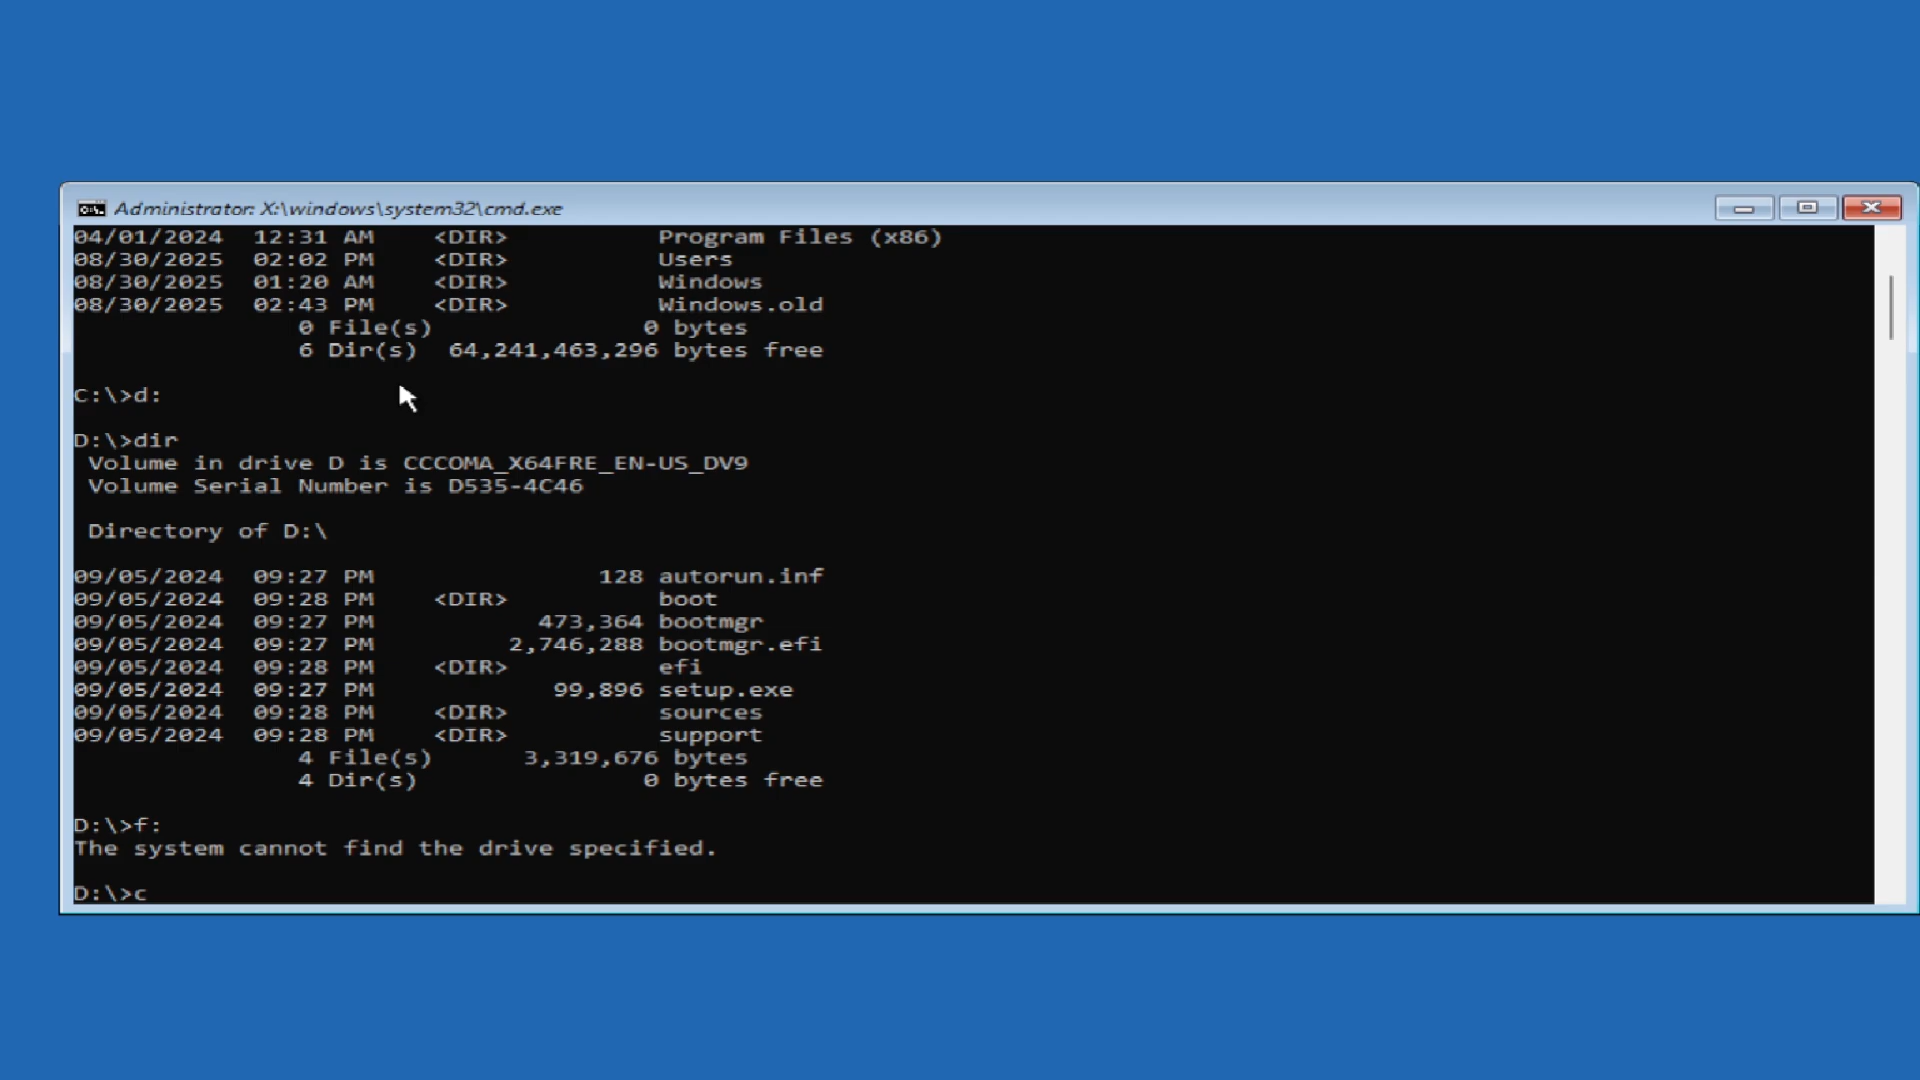 Administrator: X:\windows\system32\cmd.exe
04/01/2024  12:31 AM    <DIR>          Program Files (x86)
08/30/2025  02:02 PM    <DIR>          Users
08/30/2025  01:20 AM    <DIR>          Windows
08/30/2025  02:43 PM    <DIR>          Windows.old
               0 File(s)              0 bytes
               6 Dir(s)  64,241,463,296 bytes free
C:\>d:
D:\>dir
 Volume in drive D is CCCOMA_X64FRE_EN-US_DV9
 Volume Serial Number is D535-4C46
 Directory of D:\
09/05/2024  09:27 PM               128 autorun.inf
09/05/2024  09:28 PM    <DIR>          boot
09/05/2024  09:27 PM           473,364 bootmgr
09/05/2024  09:27 PM         2,746,288 bootmgr.efi
09/05/2024  09:28 PM    <DIR>          efi
09/05/2024  09:27 PM            99,896 setup.exe
09/05/2024  09:28 PM    <DIR>          sources
09/05/2024  09:28 PM    <DIR>          support
               4 File(s)      3,319,676 bytes
               4 Dir(s)               0 bytes free
D:\>f:
The system cannot find the drive specified.
D:\>c